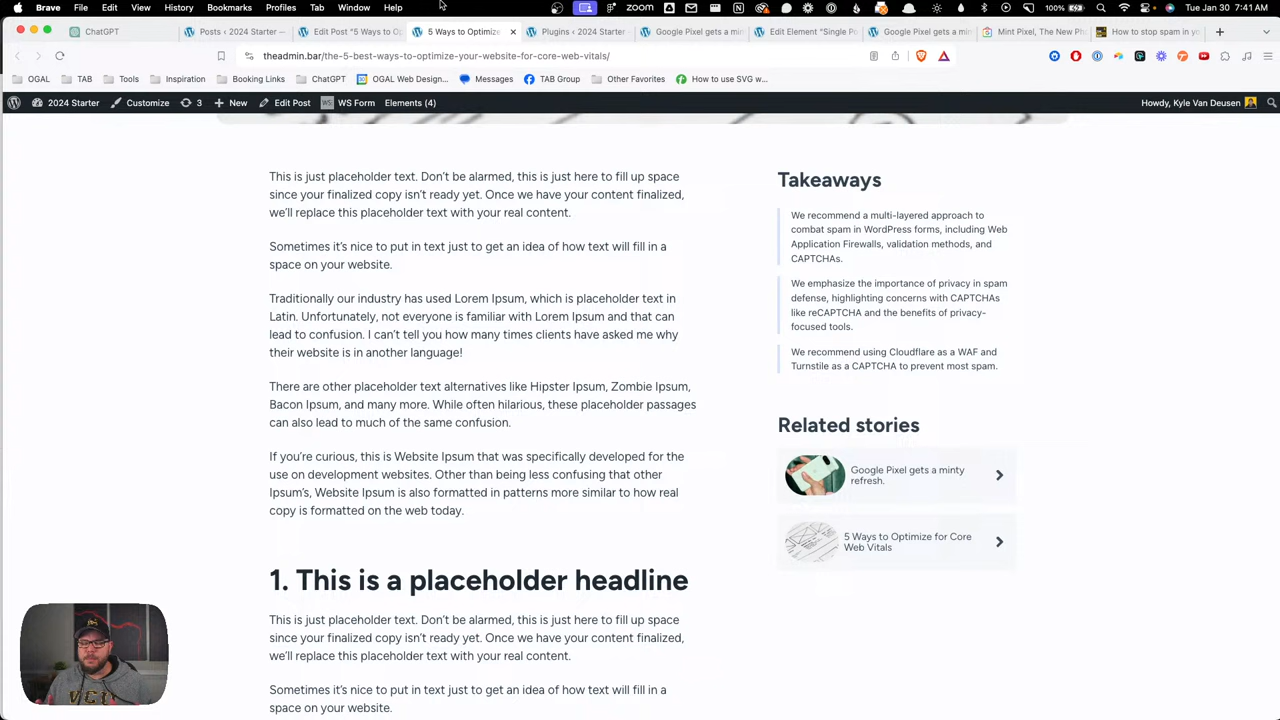 Brave File Edit View History Bookmarks Profiles Tab Window Help zoom Tue Jan 30 7:41 AM
ChatGPT Posts ‹ 2024 Starter — Edit Post “5 Ways to Op 5 Ways to Optimize Plugins ‹ 2024 Starter — Google Pixel gets a min Edit Element “Single Po Google Pixel gets a min Mint Pixel, The New Pho How to stop spam in yo
theadmin.bar/the-5-best-ways-to-optimize-your-website-for-core-web-vitals/
OGAL TAB Tools Inspiration Booking Links ChatGPT OGAL Web Design... Messages TAB Group Other Favorites How to use SVG w...
2024 Starter Customize 3 New Edit Post WS: WS Form Elements (4) Howdy, Kyle Van Deusen
This is just placeholder text. Don’t be alarmed, this is just here to fill up space
since your finalized copy isn’t ready yet. Once we have your content finalized,
we’ll replace this placeholder text with your real content.
Sometimes it’s nice to put in text just to get an idea of how text will fill in a
space on your website.
Traditionally our industry has used Lorem Ipsum, which is placeholder text in
Latin. Unfortunately, not everyone is familiar with Lorem Ipsum and that can
lead to confusion. I can’t tell you how many times clients have asked me why
their website is in another language!
There are other placeholder text alternatives like Hipster Ipsum, Zombie Ipsum,
Bacon Ipsum, and many more. While often hilarious, these placeholder passages
can also lead to much of the same confusion.
If you’re curious, this is Website Ipsum that was specifically developed for the
use on development websites. Other than being less confusing that other
Ipsum’s, Website Ipsum is also formatted in patterns more similar to how real
copy is formatted on the web today.
1. This is a placeholder headline
This is just placeholder text. Don’t be alarmed, this is just here to fill up space
since your finalized copy isn’t ready yet. Once we have your content finalized,
we’ll replace this placeholder text with your real content.
Sometimes it’s nice to put in text just to get an idea of how text will fill in a
space on your website.
Takeaways
We recommend a multi-layered approach to
combat spam in WordPress forms, including Web
Application Firewalls, validation methods, and
CAPTCHAs.
We emphasize the importance of privacy in spam
defense, highlighting concerns with CAPTCHAs
like reCAPTCHA and the benefits of privacy-
focused tools.
We recommend using Cloudflare as a WAF and
Turnstile as a CAPTCHA to prevent most spam.
Related stories
Google Pixel gets a minty
refresh.
5 Ways to Optimize for Core
Web Vitals